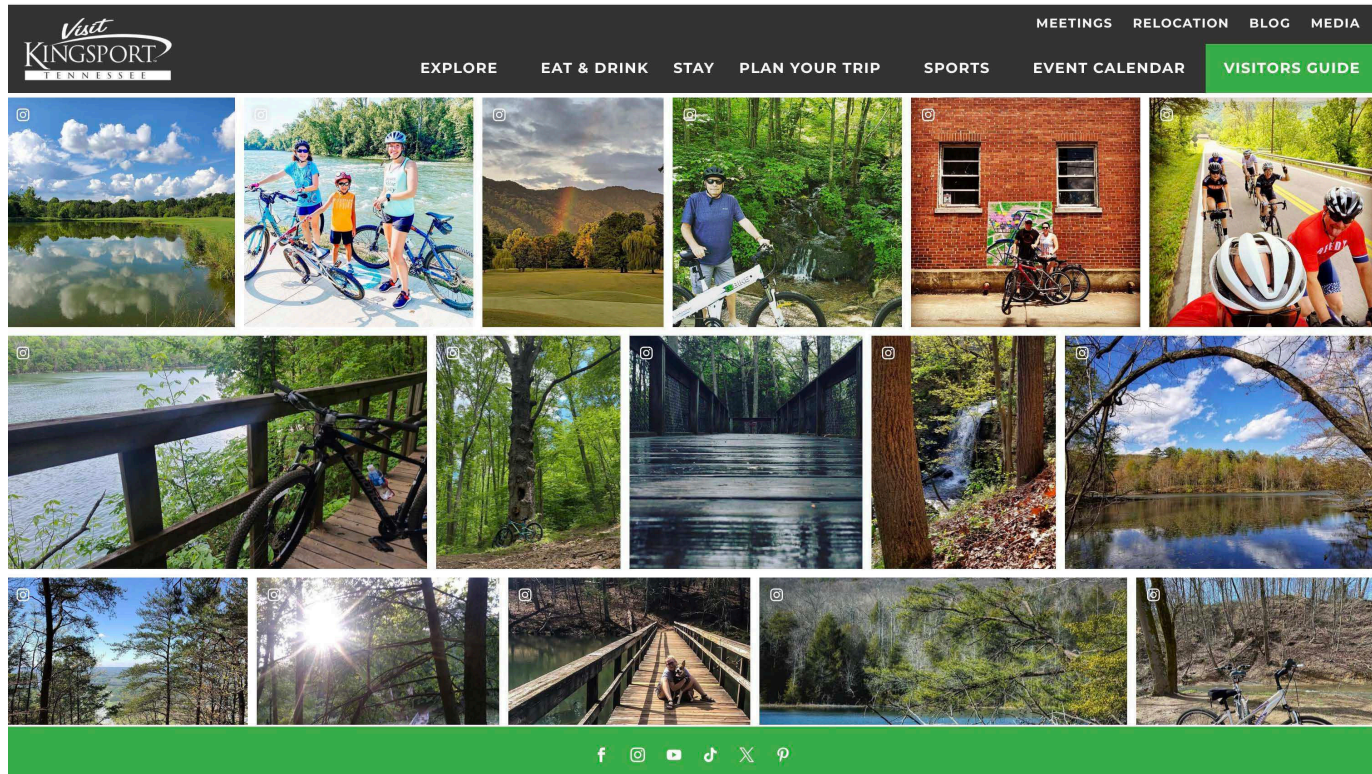 Visit
KINGSPORT
TENNESSEE
MEETINGS RELOCATION BLOG MEDIA
EXPLORE EAT & DRINK STAY PLAN YOUR TRIP SPORTS EVENT CALENDAR VISITORS GUIDE